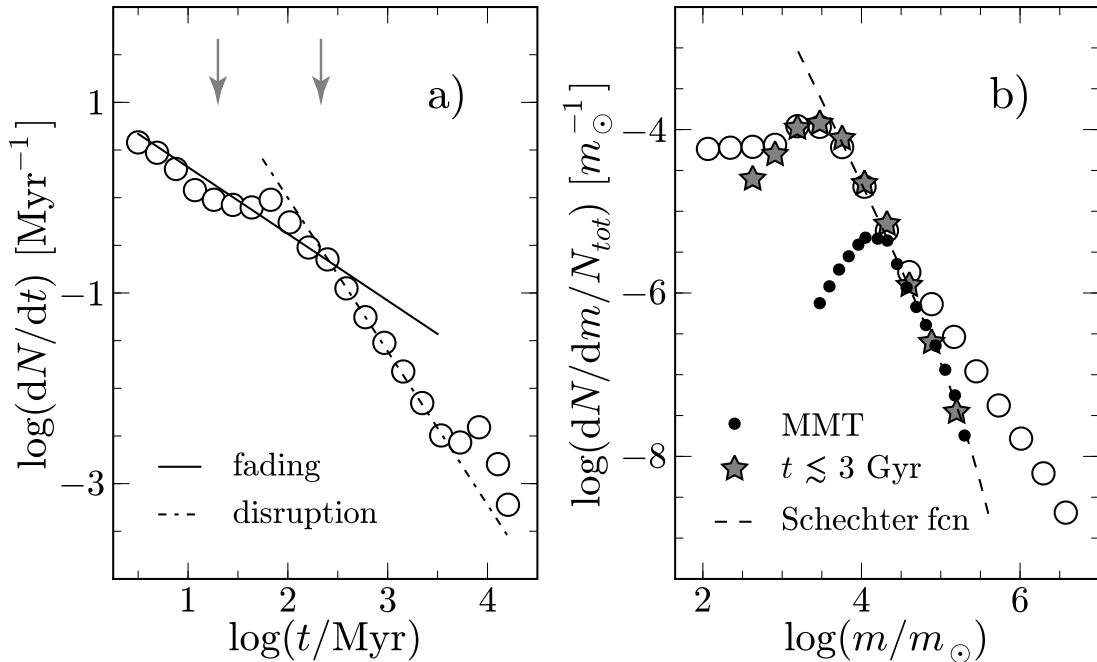 a)
log(dN/dt) [Myr⁻¹]
1
−1
−3
fading
disruption
1 2 3 4
log(t/Myr)
b)
log(dN/dm/N_tot) [m_⊙⁻¹]
−4
−6
−8
MMT
t ≲ 3 Gyr
Schechter fcn
2 4 6
log(m/m_⊙)